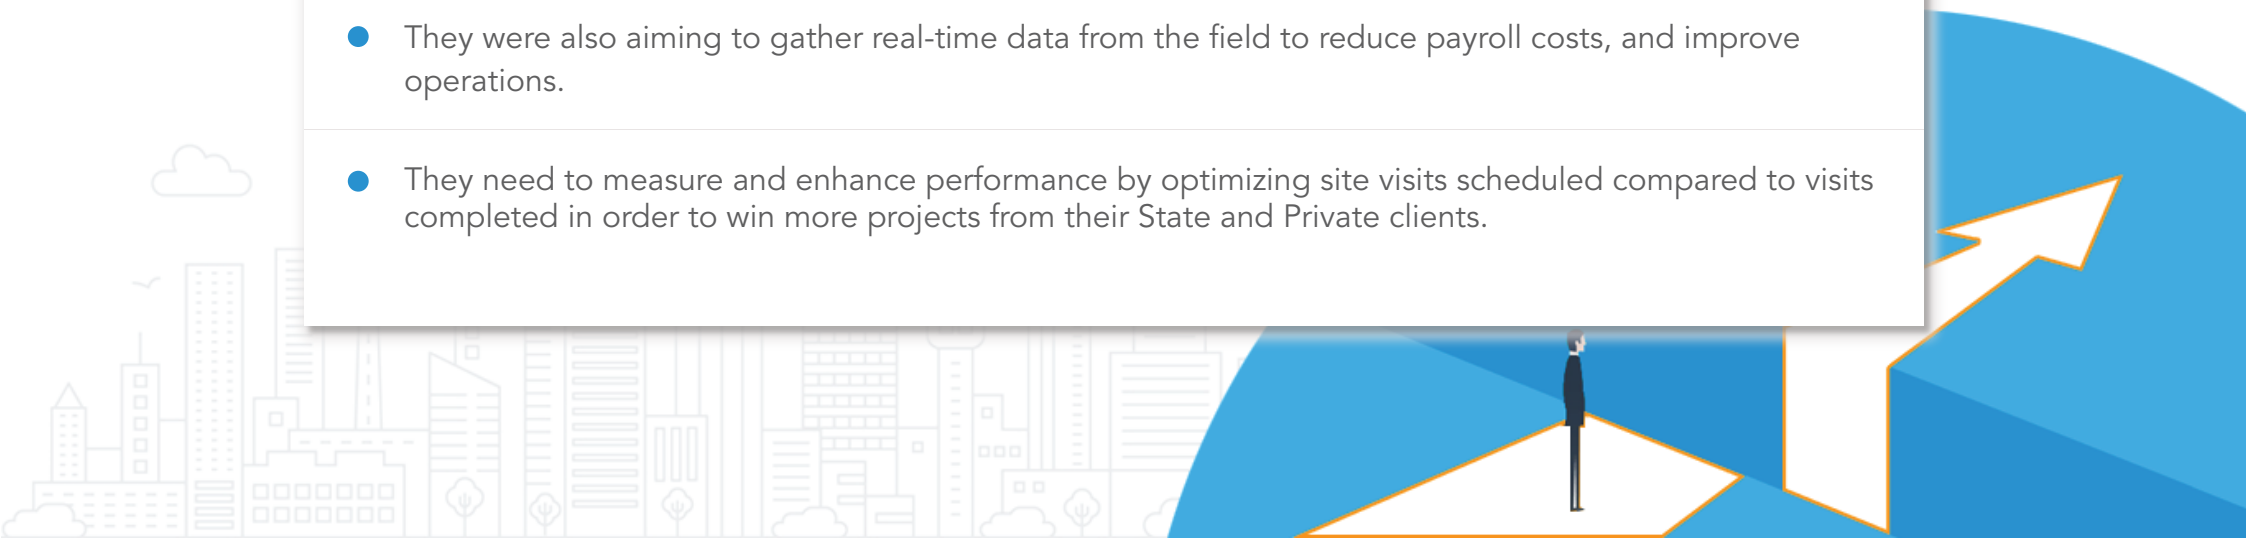 They were also aiming to gather real-time data from the field to reduce payroll costs, and improve
operations.
They need to measure and enhance performance by optimizing site visits scheduled compared to visits
completed in order to win more projects from their State and Private clients.